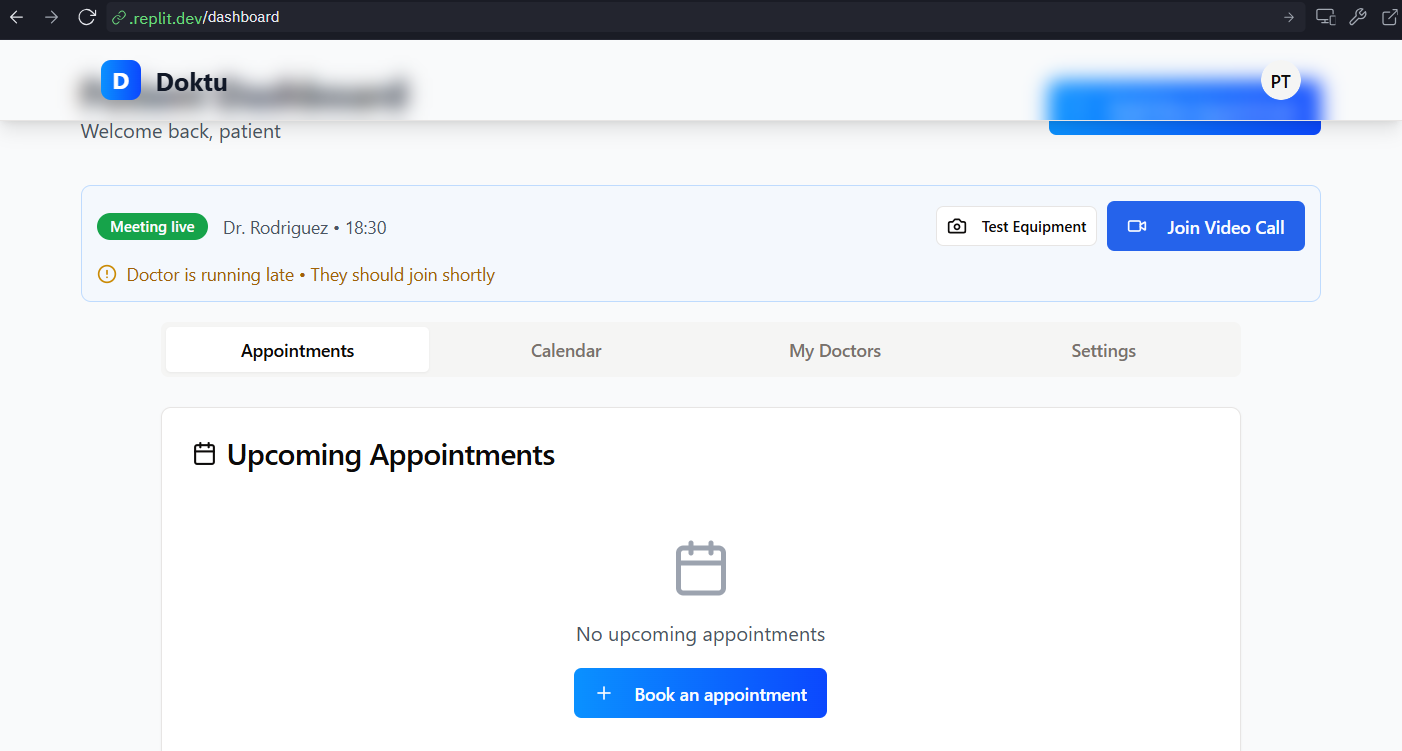 .replit.dev/dashboard
D Doktu
PT
Welcome back, patient
Meeting live Dr. Rodriguez • 18:30 Test Equipment Join Video Call
Doctor is running late • They should join shortly
Appointments Calendar My Doctors Settings
Upcoming Appointments
No upcoming appointments
+ Book an appointment